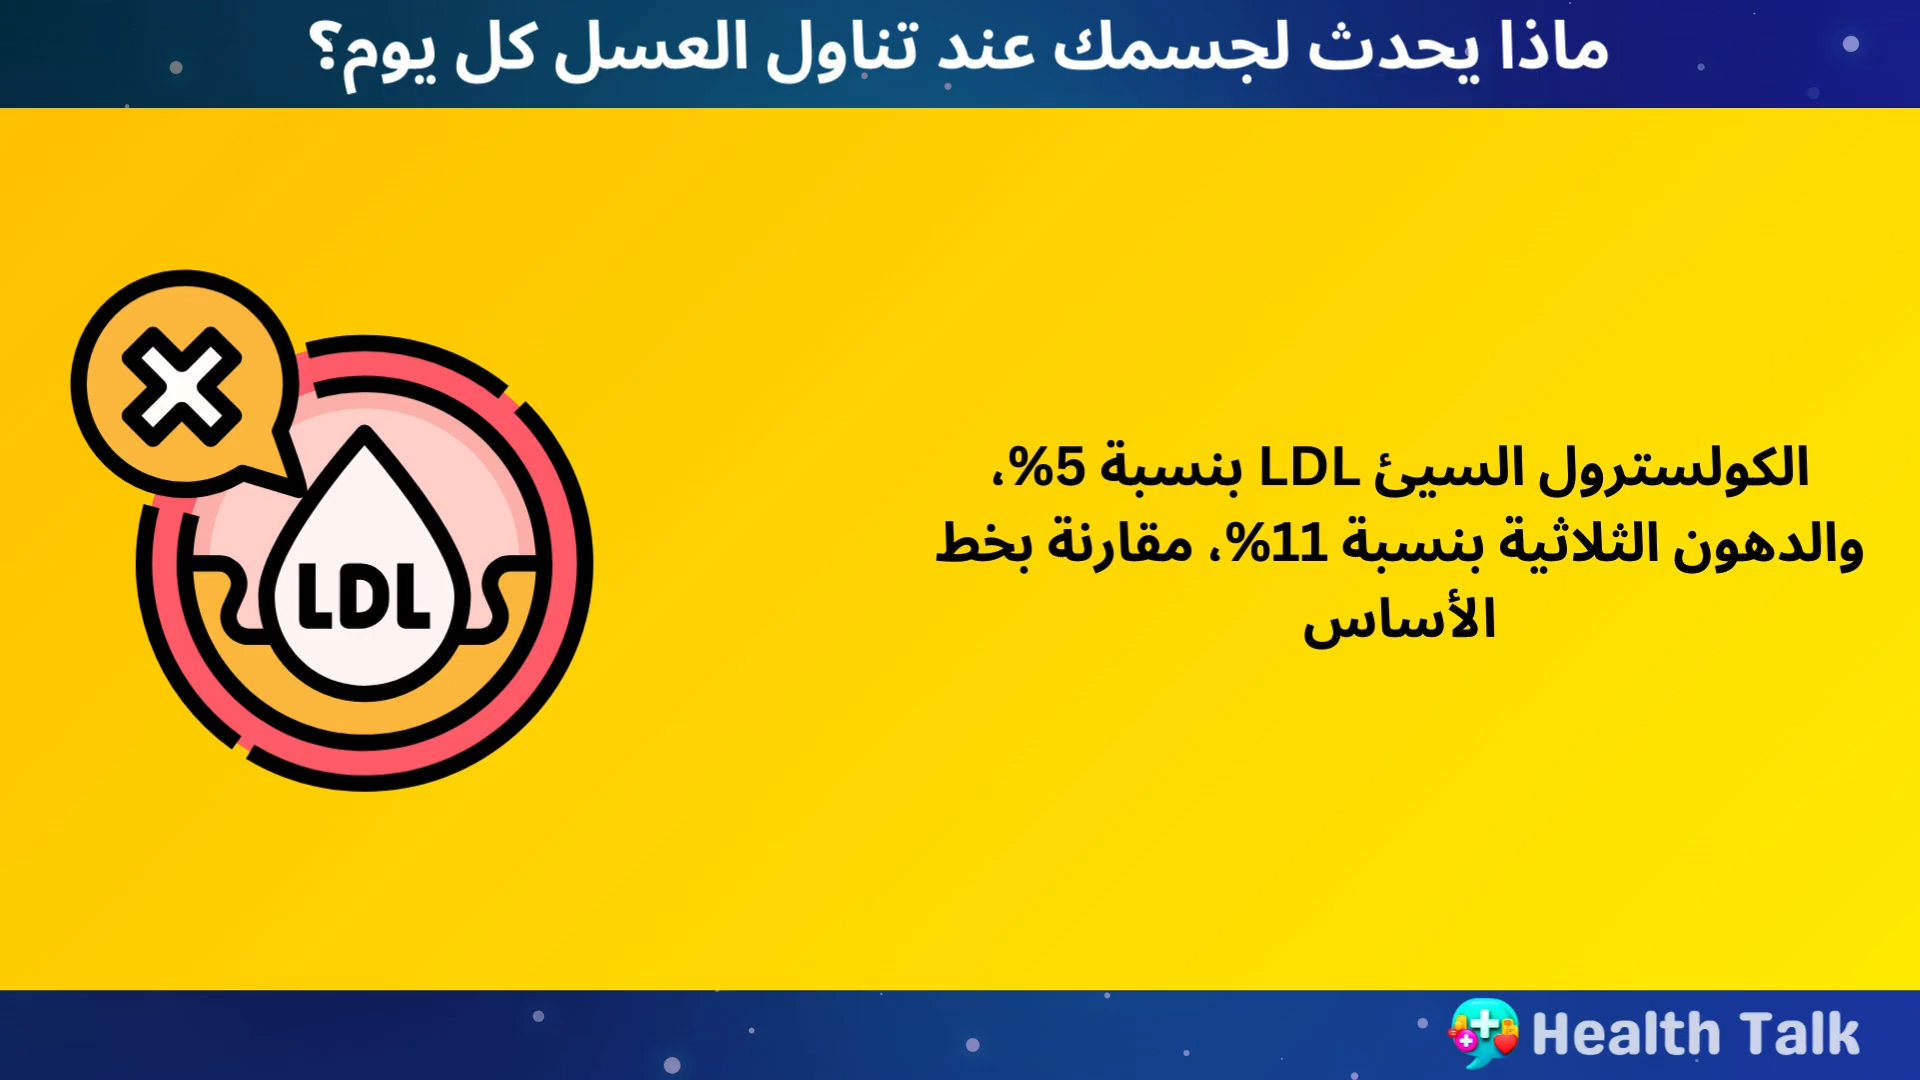 ماذا يحدث لجسمك عند تناول العسل كل يوم؟
LDL
الكولسترول السيئ LDL بنسبة 5%،
والدهون الثلاثية بنسبة 11%، مقارنة بخط
الأساس
Health Talk